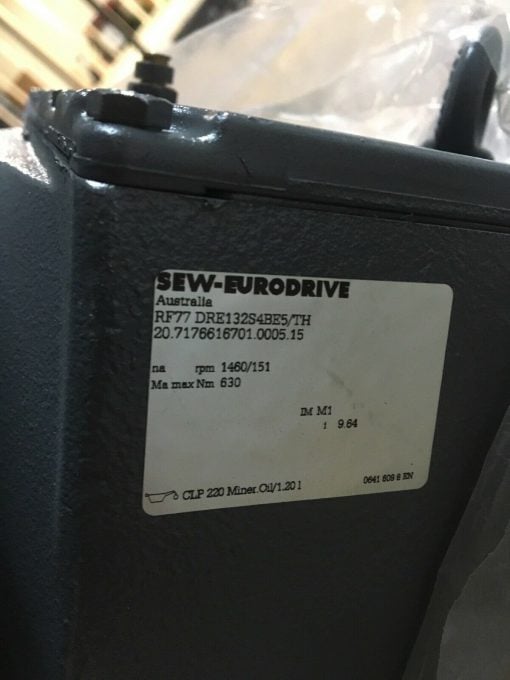 SEW-EURODRIVE
Australia
RF77 DRE132S4BE5/TH
20.7176616701.0005.15
na rpm 1460/151
Ma max Nm 630
IM M1
i 9.64
CLP 220 Miner.Oil/1.20 l
0641 808 8 EN